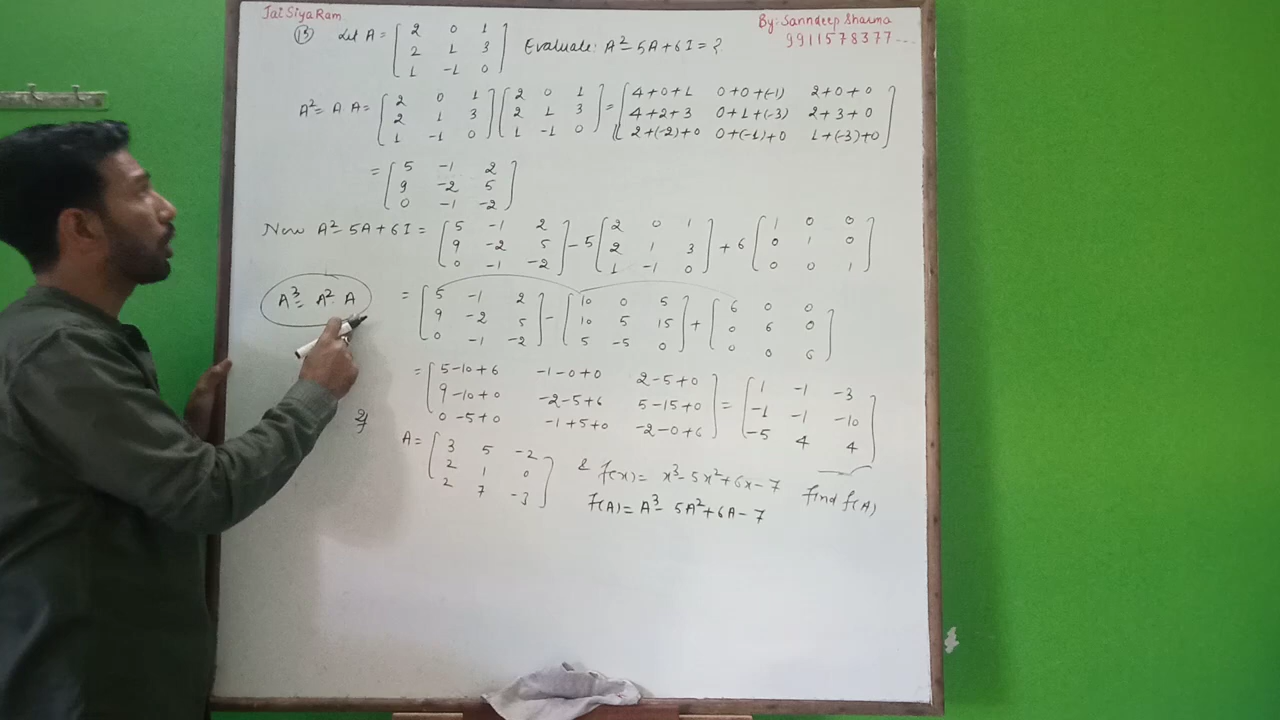 Jai SiyaRam
By: Sanndeep Sharma
9911578377....
(13) Let A = [2 0 1
2 1 3
1 -1 0] Evaluate: A² - 5A + 6I = ?
A² = A.A = [2 0 1
2 1 3
1 -1 0] [2 0 1
2 1 3
1 -1 0] = [4+0+1 0+0+(-1) 2+0+0
4+2+3 0+1+(-3) 2+3+0
2+(-2)+0 0+(-1)+0 1+(-3)+0]
= [5 -1 2
9 -2 5
0 -1 -2]
Now A² - 5A + 6I = [5 -1 2
9 -2 5
0 -1 -2] - 5 [2 0 1
2 1 3
1 -1 0] + 6 [1 0 0
0 1 0
0 0 1]
A³ = A². A
= [5 -1 2
9 -2 5
0 -1 -2] - [10 0 5
10 5 15
5 -5 0] + [6 0 0
0 6 0
0 0 6]
= [5-10+6 -1-0+0 2-5+0
9-10+0 -2-5+6 5-15+0
0-5+0 -1+5+0 -2-0+6] = [1 -1 -3
-1 -1 -10
-5 4 4]
If A = [3 5 -2
2 1 0
2 7 -3] & f(x) = x³ - 5x² + 6x - 7 find f(A)
f(A) = A³ - 5A² + 6A - 7